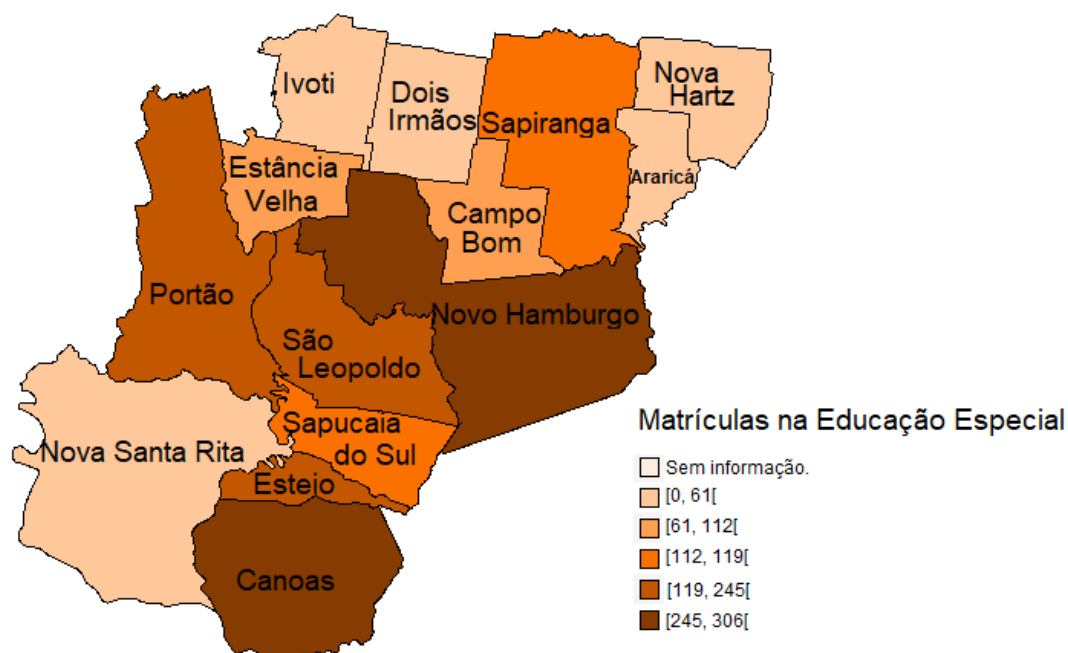 Ivoti
Dois
Irmãos
Sapiranga
Nova
Hartz
Araricá
Estância
Velha
Campo
Bom
Portão
Novo Hamburgo
São
Leopoldo
Sapucaia
do Sul
Nova Santa Rita
Esteio
Canoas
Matrículas na Educação Especial
Sem informação.
[0, 61[
[61, 112[
[112, 119[
[119, 245[
[245, 306[